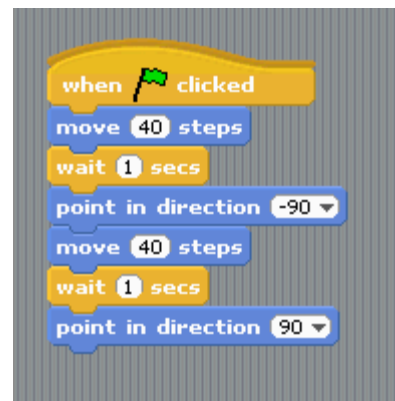 when clicked
move 40 steps
wait 1 secs
point in direction -90
move 40 steps
wait 1 secs
point in direction 90